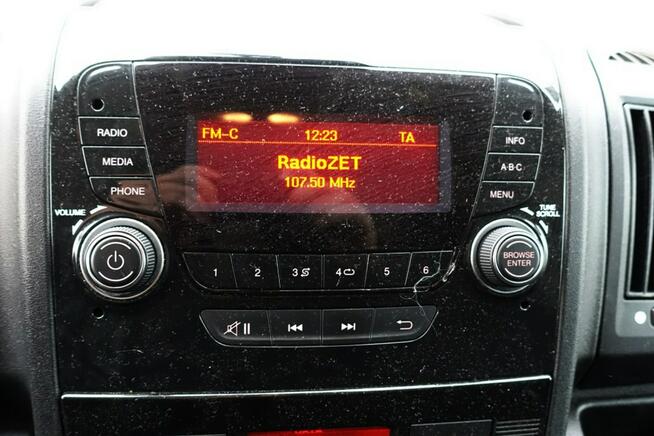 RADIO
MEDIA
PHONE
VOLUME
FM-C 12:23 TA
RadioZET
107.50 MHz
INFO
A-B-C
MENU
TUNE
SCROLL
BROWSE
ENTER
1 2 3 4 5 6